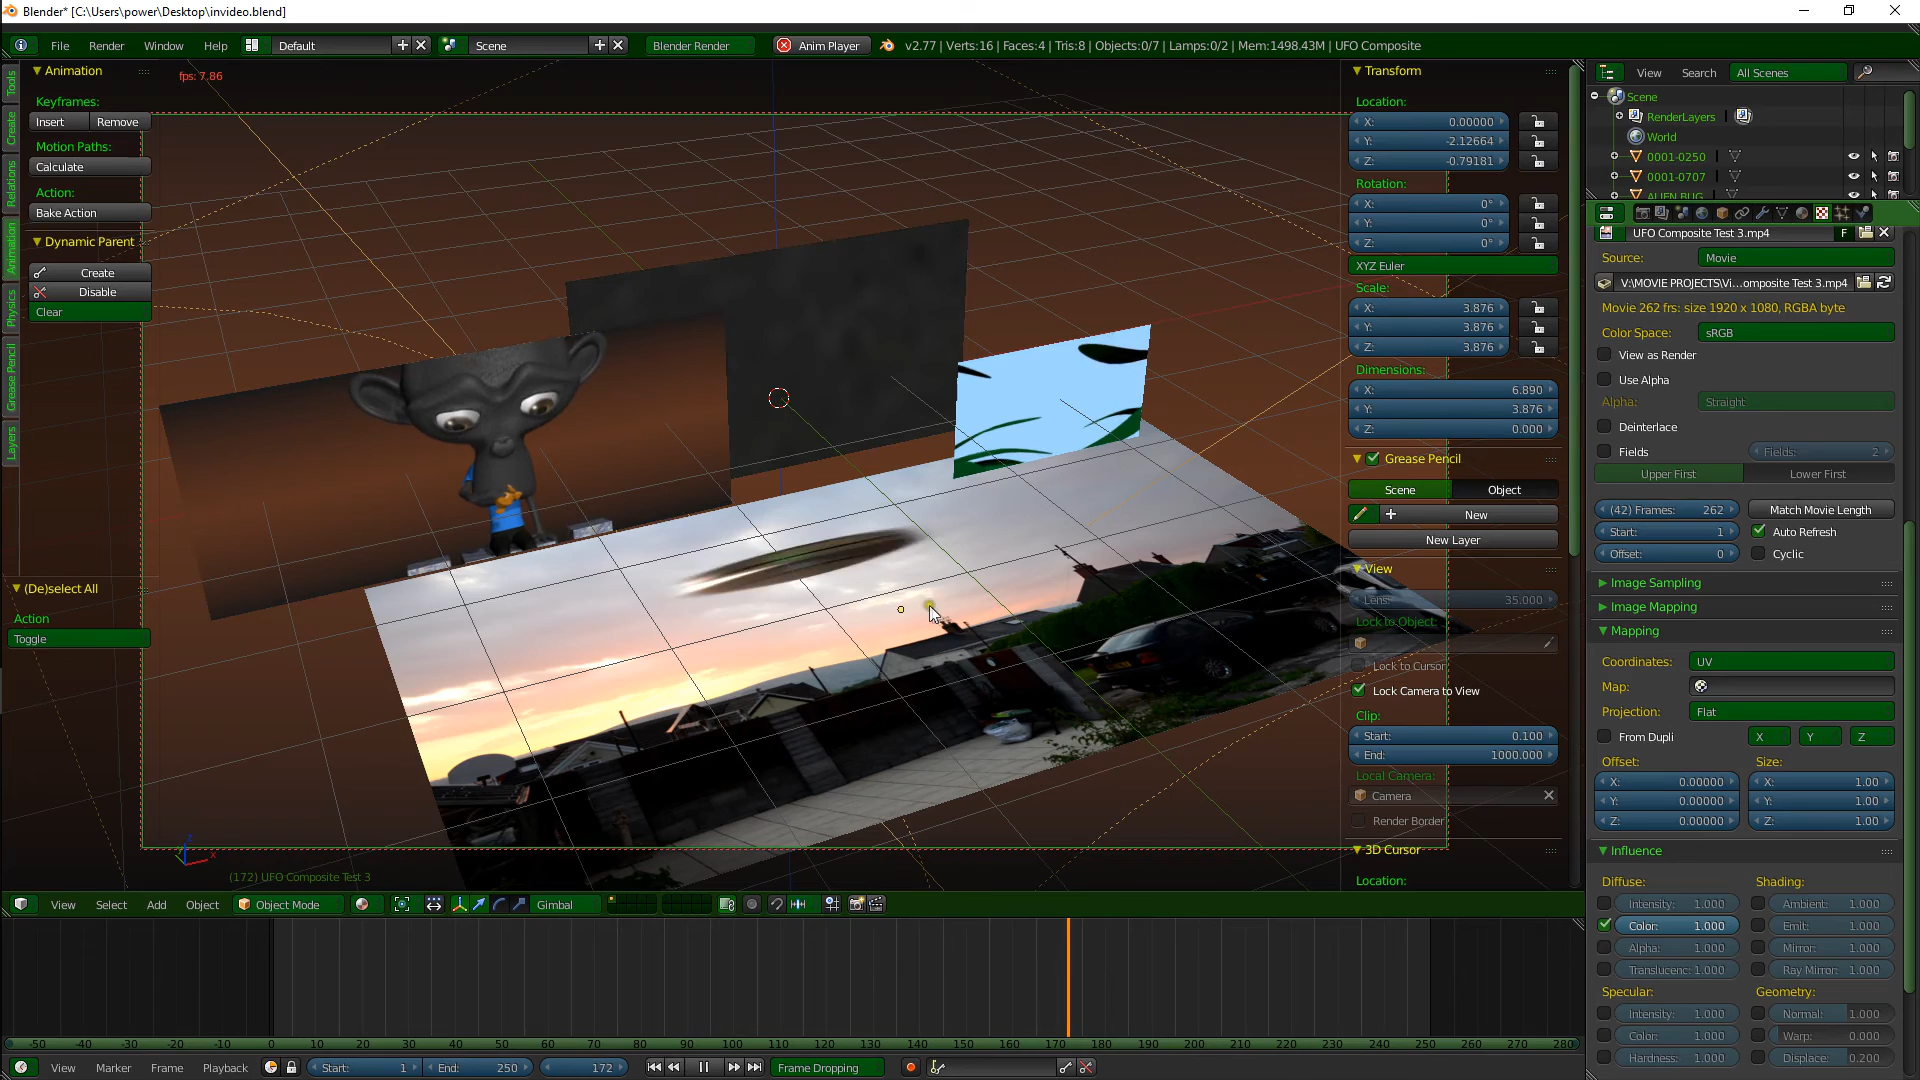 Blender* [C:\Users\power\Desktop\invideo.blend]
File Render Window Help Default Scene Blender Render Anim Player v2.77 | Verts:16 | Faces:4 | Tris:8 | Objects:0/7 | Lamps:0/2 | Mem:1498.43M | UFO Composite
Tools
Create
Relations
Animation
Physics
Grease Pencil
Layers
Animation
Keyframes:
Insert Remove
Motion Paths:
Calculate
Action:
Bake Action
Dynamic Parent
Create
Disable
Clear
(De)select All
Action
Toggle
fps: 7.86
(172) UFO Composite Test 3
Transform
Location:
X: 0.00000
Y: -2.12664
Z: -0.79181
Rotation:
X: 0°
Y: 0°
Z: 0°
XYZ Euler
Scale:
X: 3.876
Y: 3.876
Z: 3.876
Dimensions:
X: 6.890
Y: 3.876
Z: 0.000
Grease Pencil
Scene Object
New
New Layer
View
Lens: 35.000
Lock to Object:
Lock to Cursor
Lock Camera to View
Clip:
Start: 0.100
End: 1000.000
Local Camera:
Camera
Render Border
3D Cursor
Location:
View Search All Scenes
Scene
RenderLayers
World
0001-0250
0001-0707
ALIEN BUG
UFO Composite Test 3.mp4 F
Source: Movie
V:\MOVIE PROJECTS\Vi...omposite Test 3.mp4
Movie 262 frs: size 1920 x 1080, RGBA byte
Color Space: sRGB
View as Render
Use Alpha
Alpha: Straight
Deinterlace
Fields Fields: 2
Upper First Lower First
(42) Frames: 262 Match Movie Length
Start: 1 Auto Refresh
Offset: 0 Cyclic
Image Sampling
Image Mapping
Mapping
Coordinates: UV
Map:
Projection: Flat
From Dupli X Y Z
Offset: Size:
X: 0.00000 X: 1.00
Y: 0.00000 Y: 1.00
Z: 0.00000 Z: 1.00
Influence
Diffuse: Shading:
Intensity: 1.000 Ambient: 1.000
Color: 1.000 Emit: 1.000
Alpha: 1.000 Mirror: 1.000
Translucenc: 1.000 Ray Mirror: 1.000
Specular: Geometry:
Intensity: 1.000 Normal: 1.000
Color: 1.000 Warp: 0.000
Hardness: 1.000 Displace: 0.200
View Select Add Object Object Mode Gimbal
-50 -40 -30 -20 -10 0 10 20 30 40 50 60 70 80 90 100 110 120 130 140 150 160 170 180 190 200 210 220 230 240 250 260 270 280
View Marker Frame Playback Start: 1 End: 250 172 Frame Dropping